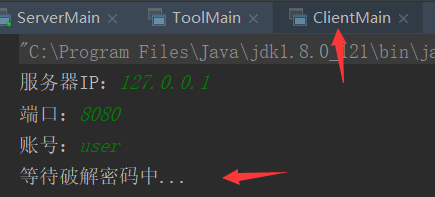 ServerMain ToolMain ClientMain
"C:\Program Files\Java\jdk1.8.0_121\bin\ja
服务器IP：127.0.0.1
端口：8080
账号：user
等待破解密码中...